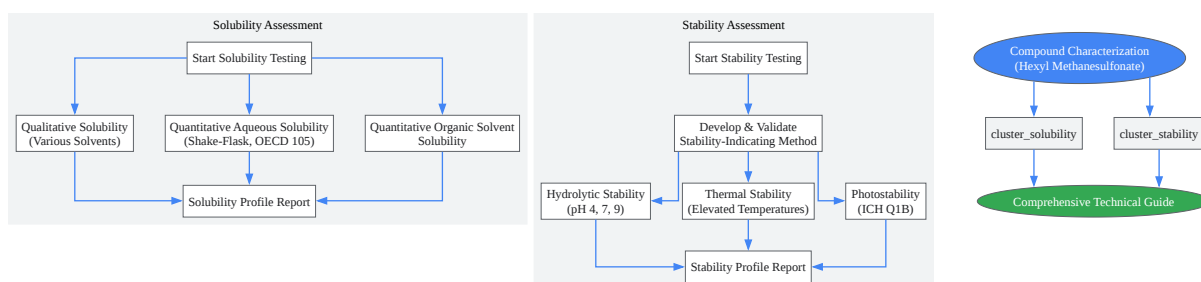 Solubility Assessment
Start Solubility Testing
Qualitative Solubility
(Various Solvents)
Quantitative Aqueous Solubility
(Shake-Flask, OECD 105)
Quantitative Organic Solvent
Solubility
Solubility Profile Report
Stability Assessment
Start Stability Testing
Develop & Validate
Stability-Indicating Method
Hydrolytic Stability
(pH 4, 7, 9)
Thermal Stability
(Elevated Temperatures)
Photostability
(ICH Q1B)
Stability Profile Report
Compound Characterization
(Hexyl Methanesulfonate)
cluster_solubility
cluster_stability
Comprehensive Technical Guide